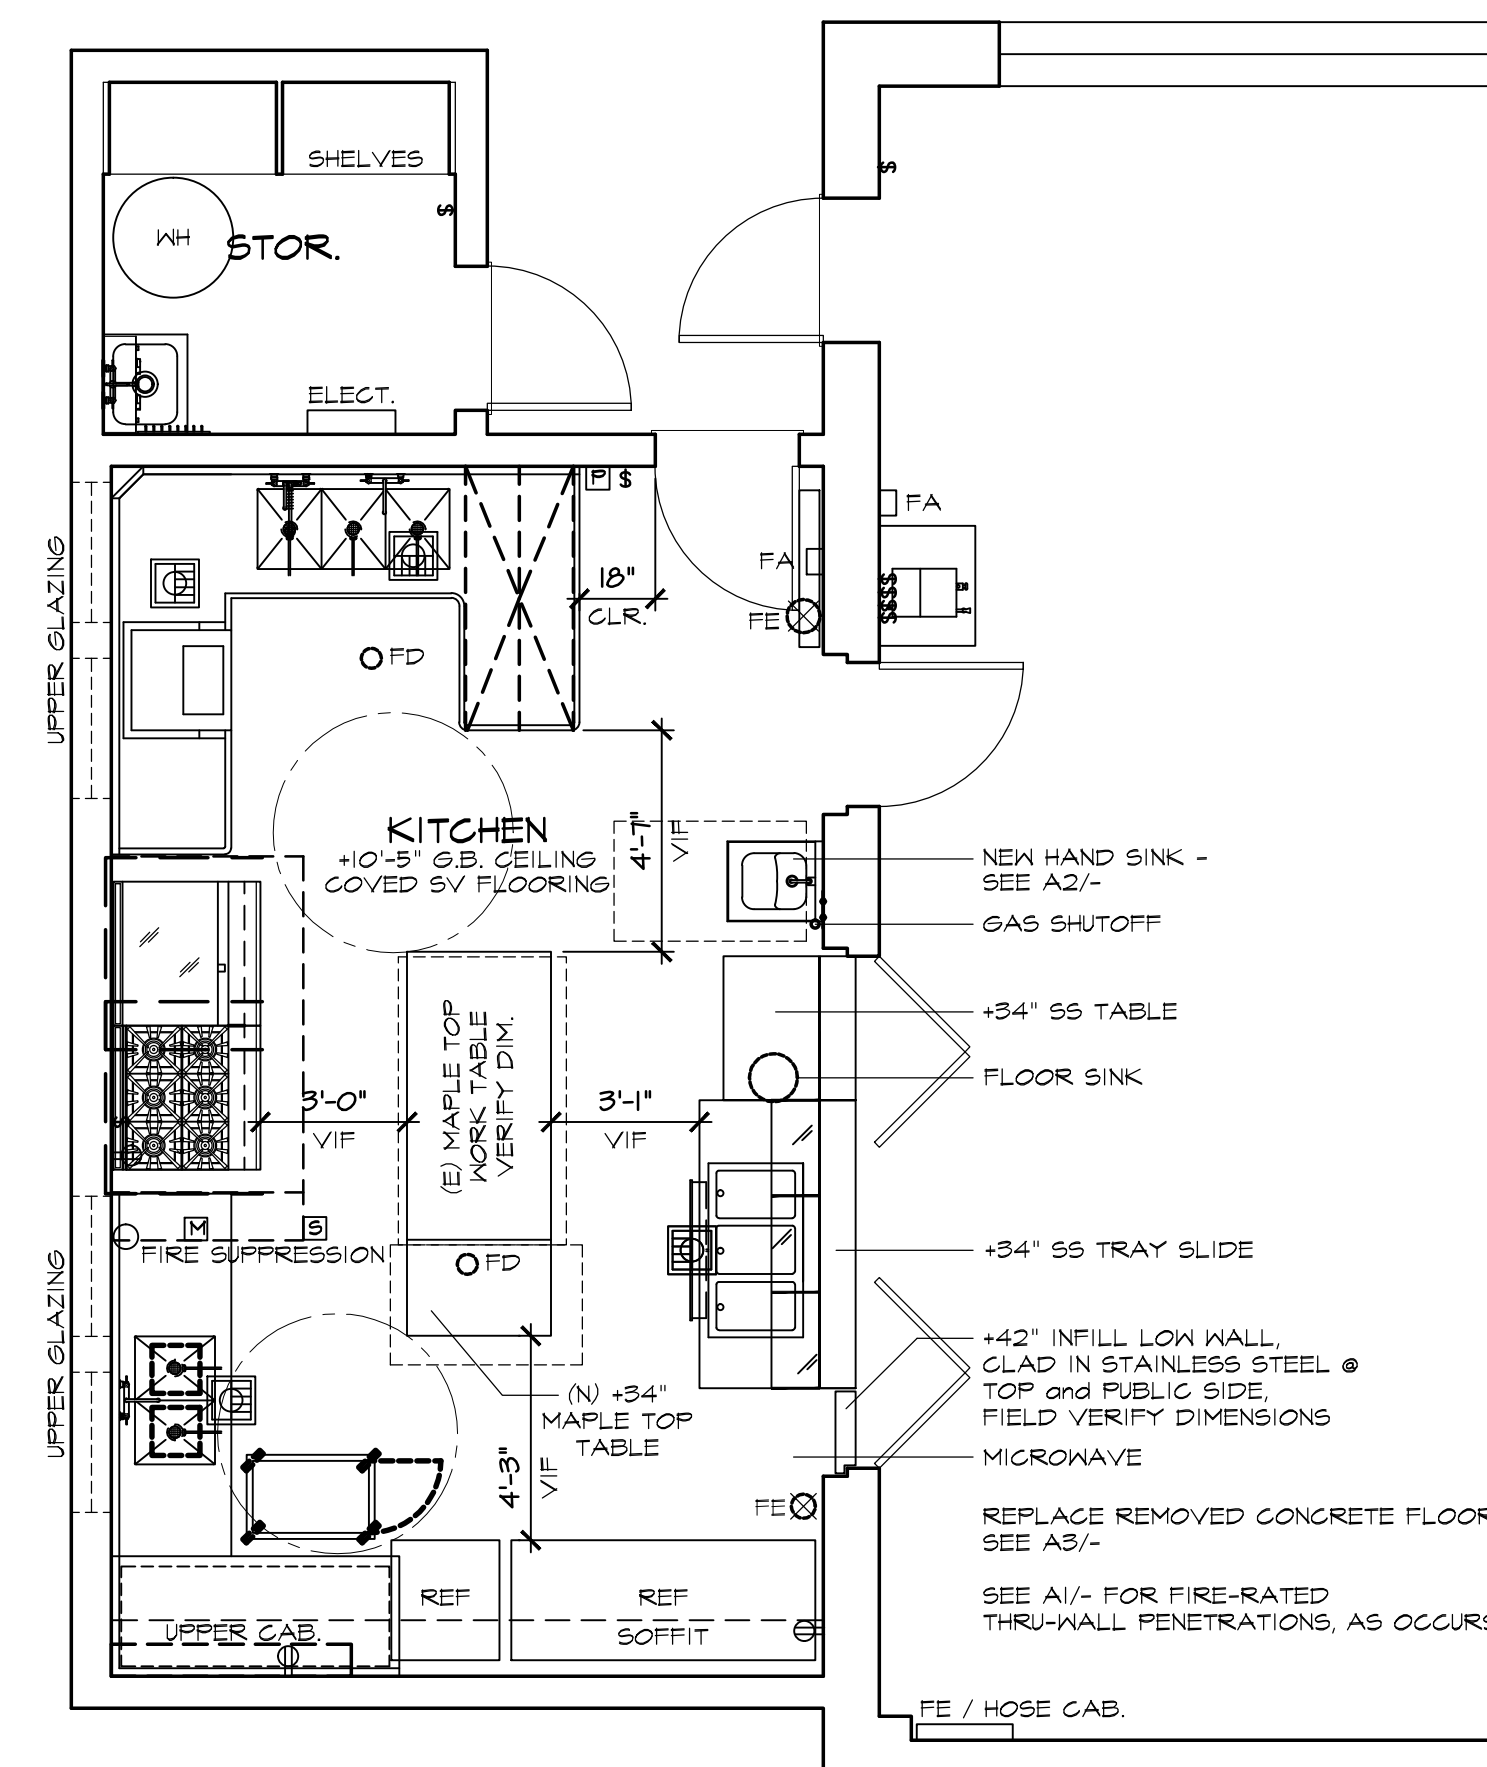 SHELVES
$
$
WH
STOR.
ELECT.
P $
FA
FA
18"
CLR.
FE
$$$$
UPPER GLAZING
FD
KITCHEN
+10'-5" G.B. CEILING
COVED SV FLOORING
4'-7"
VIF
NEW HAND SINK -
SEE A2/-
GAS SHUTOFF
+34" SS TABLE
FLOOR SINK
(E) MAPLE TOP
WORK TABLE
VERIFY DIM.
3'-0"
VIF
3'-1"
VIF
M
S
FIRE SUPPRESSION
FD
UPPER GLAZING
+34" SS TRAY SLIDE
+42" INFILL LOW WALL,
CLAD IN STAINLESS STEEL @
TOP and PUBLIC SIDE,
FIELD VERIFY DIMENSIONS
(N) +34"
MAPLE TOP
TABLE
4'-3"
VIF
MICROWAVE
FE
REPLACE REMOVED CONCRETE FLOOR
SEE A3/-
SEE A1/- FOR FIRE-RATED
THRU-WALL PENETRATIONS, AS OCCURS
REF
REF
UPPER CAB.
SOFFIT
FE / HOSE CAB.